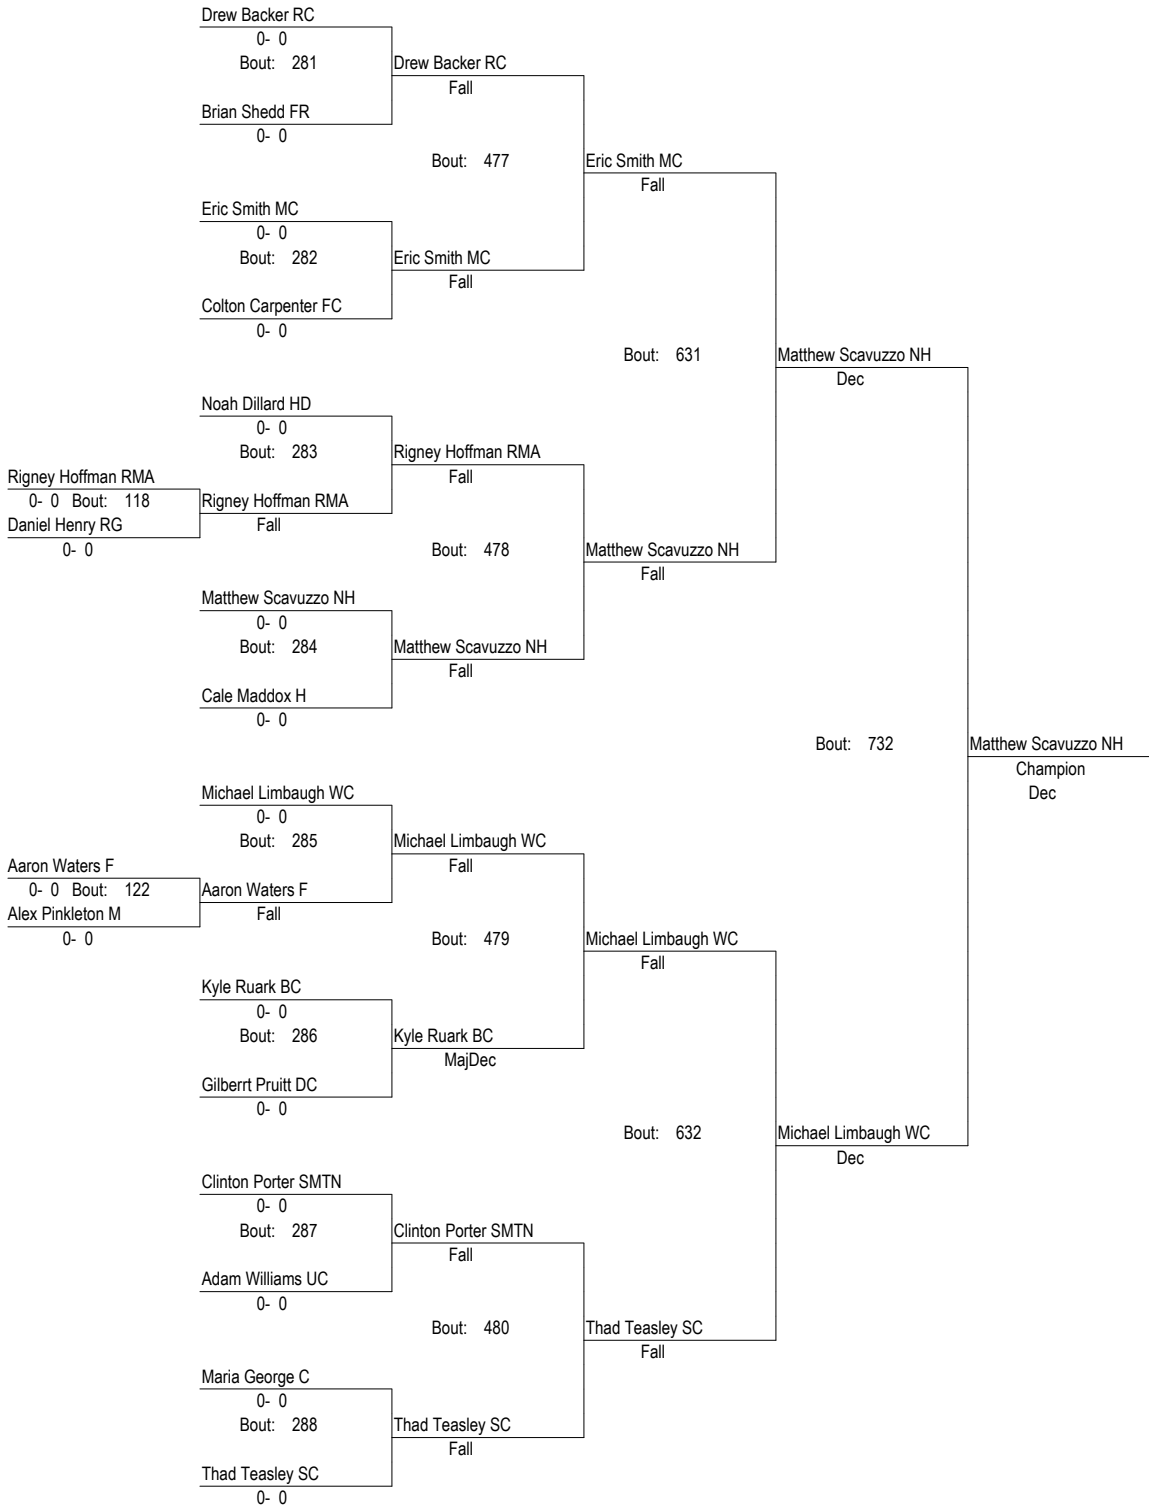 Drew Backer RC
0- 0
Bout: 281
Drew Backer RC
Fall
Brian Shedd FR
0- 0
Bout: 477
Eric Smith MC
Fall
Eric Smith MC
0- 0
Bout: 282
Eric Smith MC
Fall
Colton Carpenter FC
0- 0
Bout: 631
Matthew Scavuzzo NH
Dec
Noah Dillard HD
0- 0
Bout: 283
Rigney Hoffman RMA
Fall
Rigney Hoffman RMA
0- 0 Bout: 118
Rigney Hoffman RMA
Fall
Daniel Henry RG
0- 0
Bout: 478
Matthew Scavuzzo NH
Fall
Matthew Scavuzzo NH
0- 0
Bout: 284
Matthew Scavuzzo NH
Fall
Cale Maddox H
0- 0
Bout: 732
Matthew Scavuzzo NH
Champion
Dec
Michael Limbaugh WC
0- 0
Bout: 285
Michael Limbaugh WC
Fall
Aaron Waters F
0- 0 Bout: 122
Aaron Waters F
Fall
Alex Pinkleton M
0- 0
Bout: 479
Michael Limbaugh WC
Fall
Kyle Ruark BC
0- 0
Bout: 286
Kyle Ruark BC
MajDec
Gilberrt Pruitt DC
0- 0
Bout: 632
Michael Limbaugh WC
Dec
Clinton Porter SMTN
0- 0
Bout: 287
Clinton Porter SMTN
Fall
Adam Williams UC
0- 0
Bout: 480
Thad Teasley SC
Fall
Maria George C
0- 0
Bout: 288
Thad Teasley SC
Fall
Thad Teasley SC
0- 0